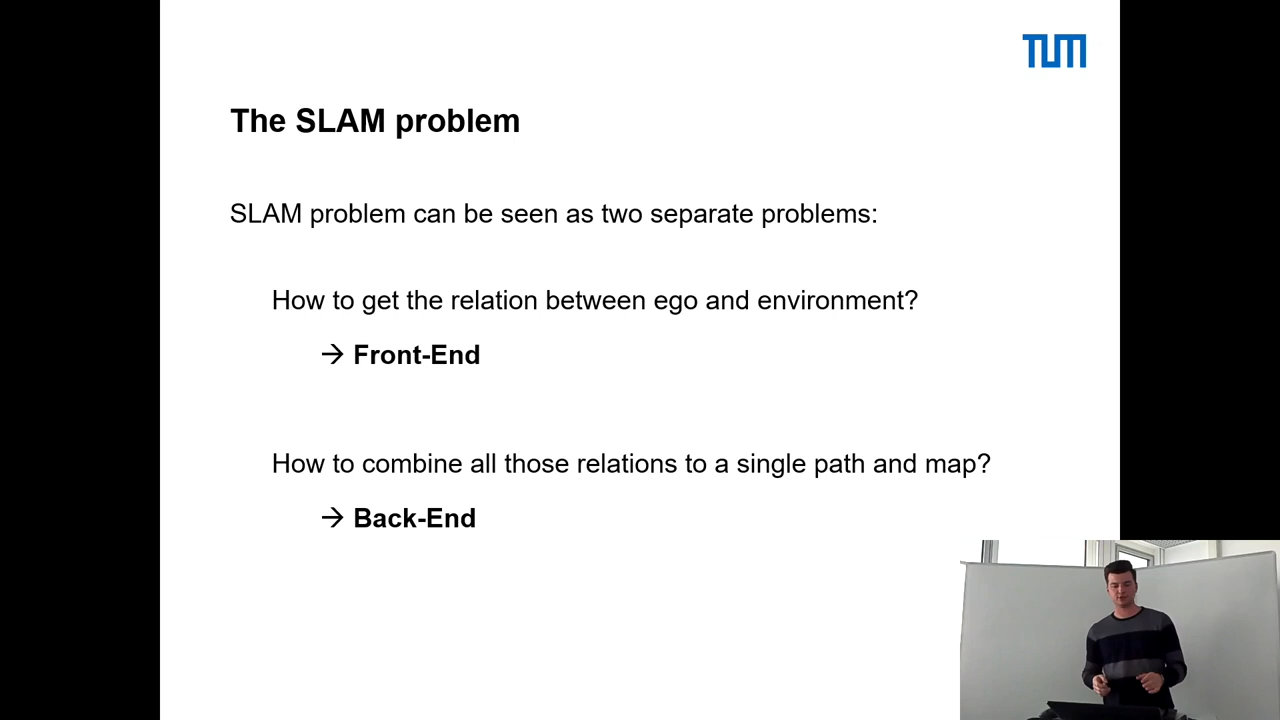 TUM
The SLAM problem
SLAM problem can be seen as two separate problems:
How to get the relation between ego and environment?
→ Front-End
How to combine all those relations to a single path and map?
→ Back-End